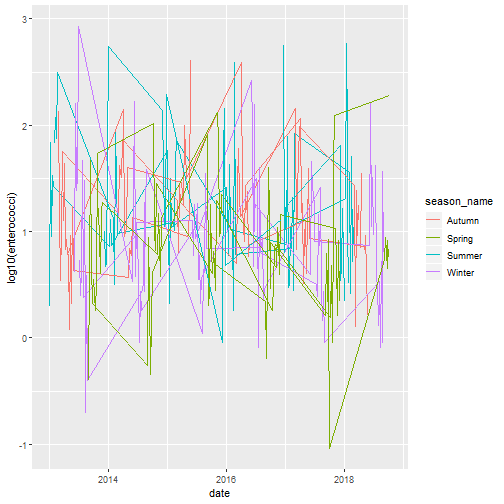 3
2
1
0
-1
log10(enterococci)
2014
2016
2018
date
season_name
Autumn
Spring
Summer
Winter